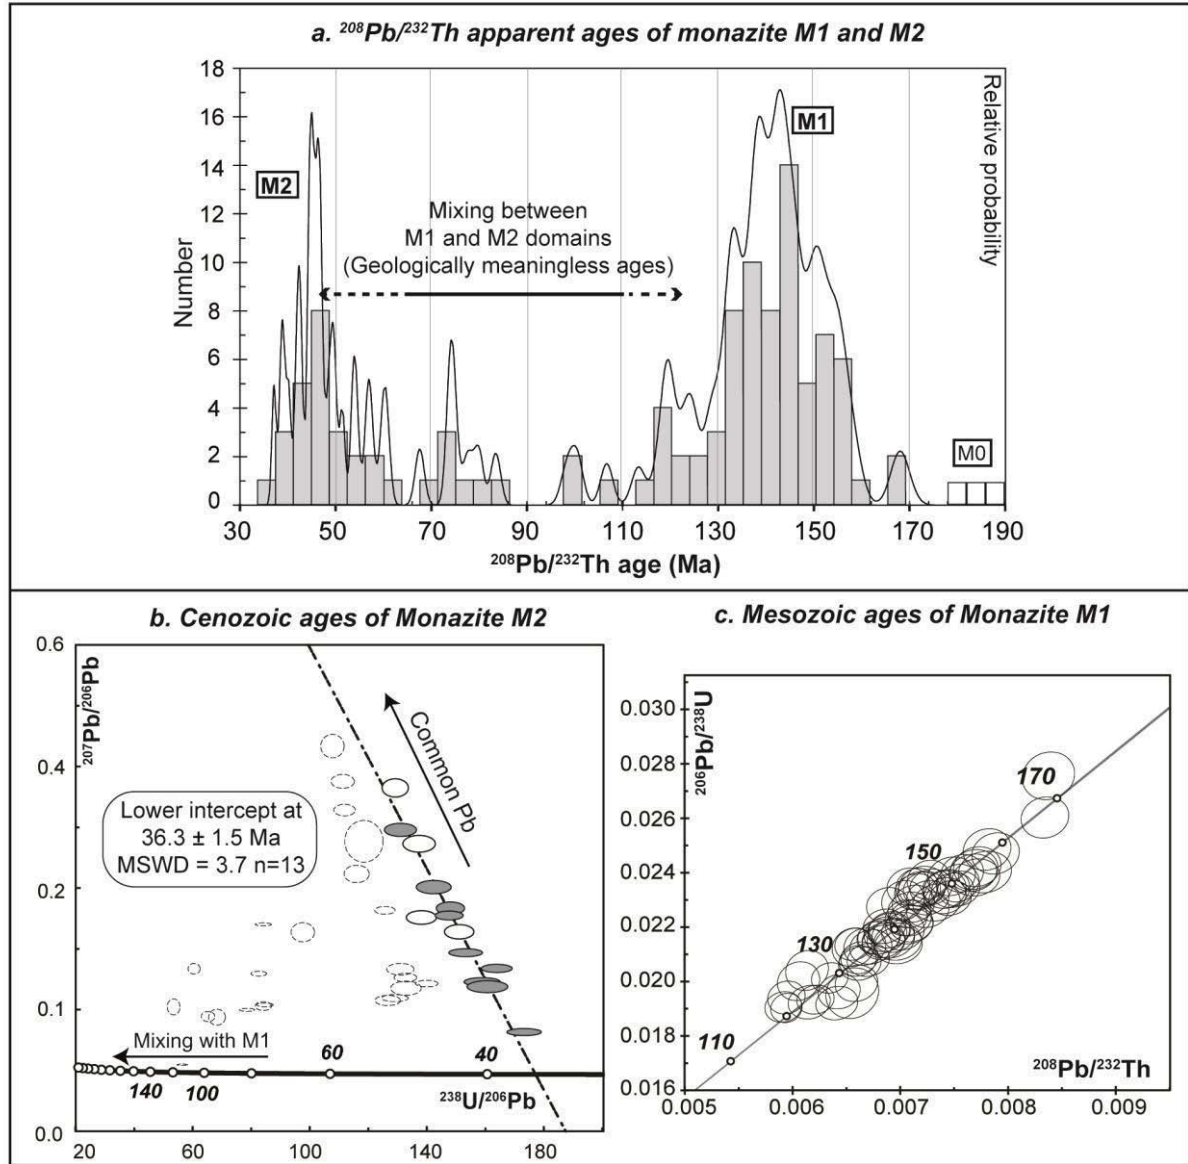 a. ²⁰⁸Pb/²³²Th apparent ages of monazite M1 and M2
18
16
14
12
10
8
6
4
2
0
Number
Relative probability
M2
M1
M0
Mixing between
M1 and M2 domains
(Geologically meaningless ages)
30 50 70 90 110 130 150 170 190
²⁰⁸Pb/²³²Th age (Ma)
b. Cenozoic ages of Monazite M2
0.6
0.4
0.2
0.1
0.0
²⁰⁷Pb/²⁰⁶Pb
Common Pb
Lower intercept at
36.3 ± 1.5 Ma
MSWD = 3.7 n=13
Mixing with M1
140 100 60 40
²³⁸U/²⁰⁶Pb
20 60 100 140 180
c. Mesozoic ages of Monazite M1
0.030
0.028
0.026
0.024
0.022
0.020
0.018
0.016
²⁰⁶Pb/²³⁸U
170
150
130
110
²⁰⁸Pb/²³²Th
0.005 0.006 0.007 0.008 0.009